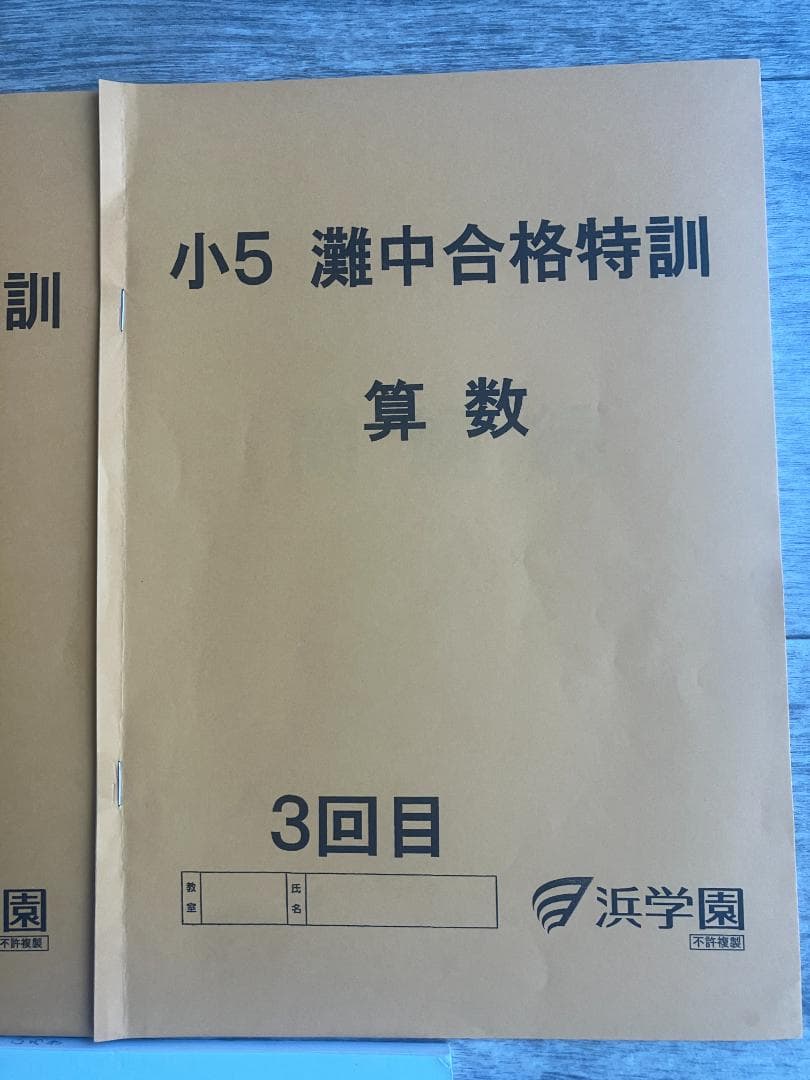 訓
園
不許複製
小5 灘中合格特訓
算数
3回目
教室
氏名
浜学園
不許複製